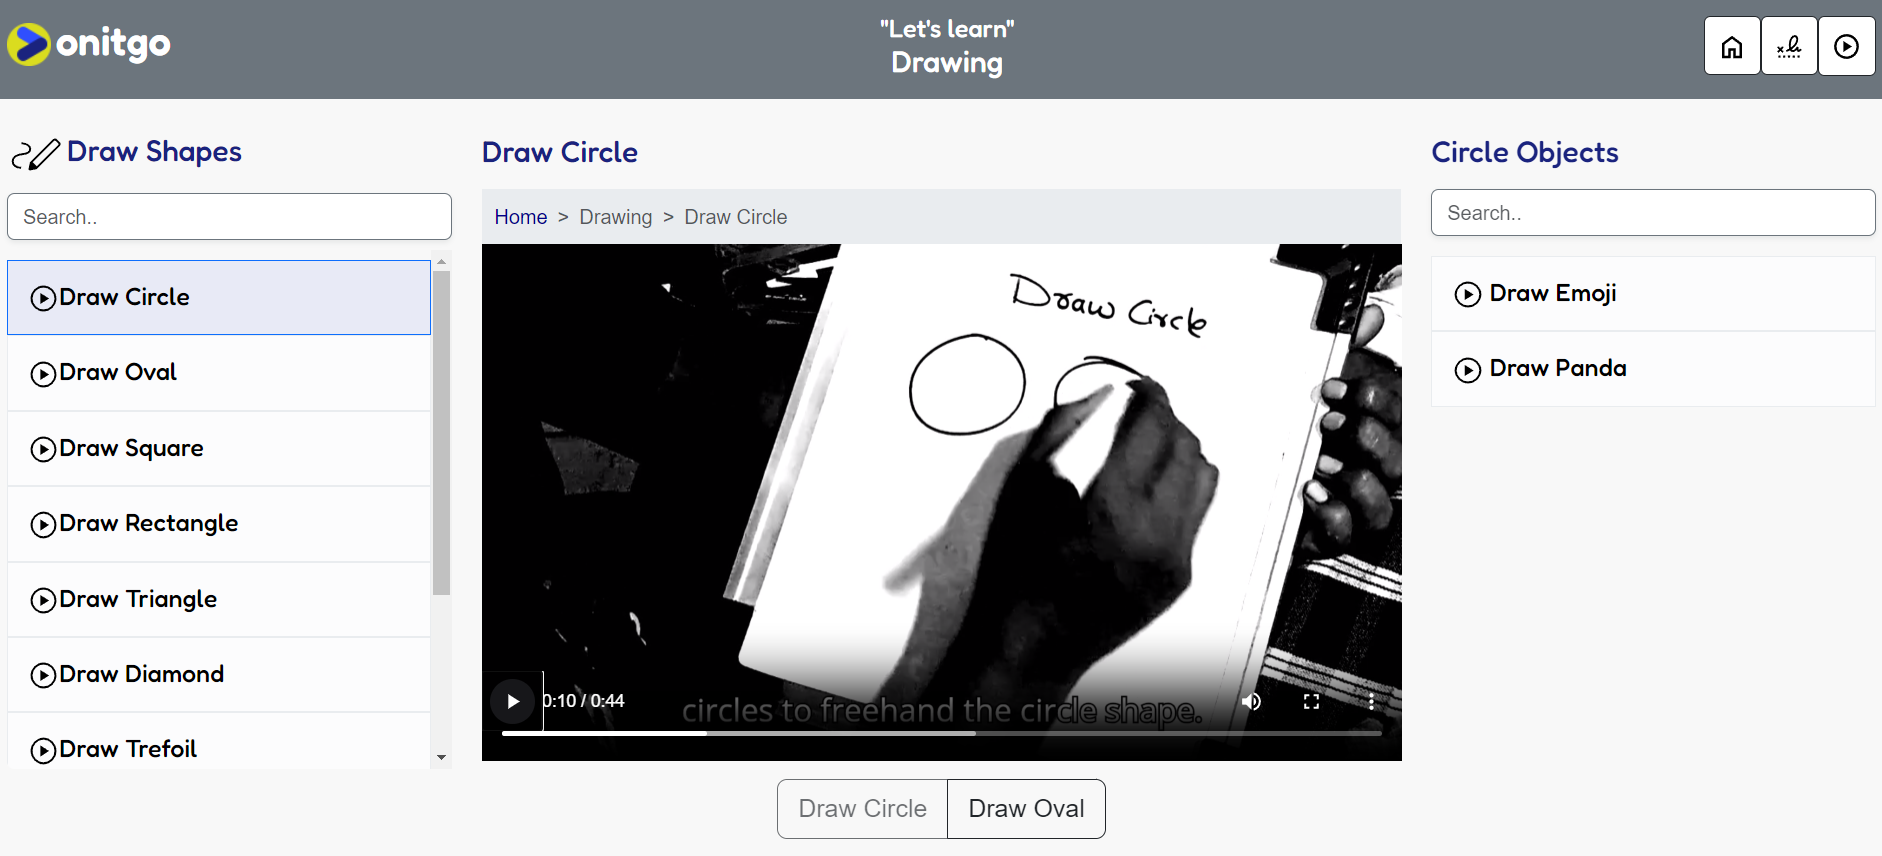 onitgo
"Let's learn"
Drawing
Draw Shapes
Search..
Draw Circle
Draw Oval
Draw Square
Draw Rectangle
Draw Triangle
Draw Diamond
Draw Trefoil
Draw Circle
Home > Drawing > Draw Circle
Draw Circle
0:10 / 0:44
circles to freehand the circle shape.
Draw Circle
Draw Oval
Circle Objects
Search..
Draw Emoji
Draw Panda